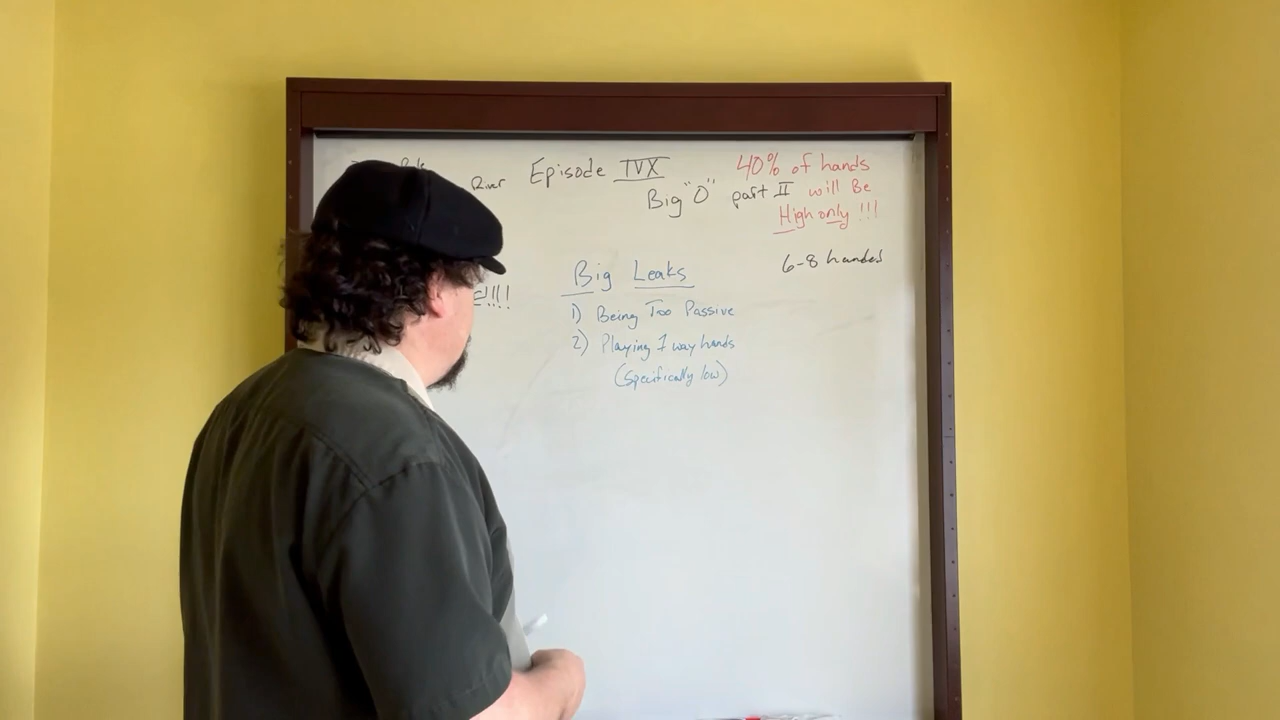 Episode IVX
Big "O" part II
40% of hands
will Be
High only !!!
River
6-8 handed
!!!!
Big Leaks
1) Being Too Passive
2) Playing 1 way hands
(Specifically low)